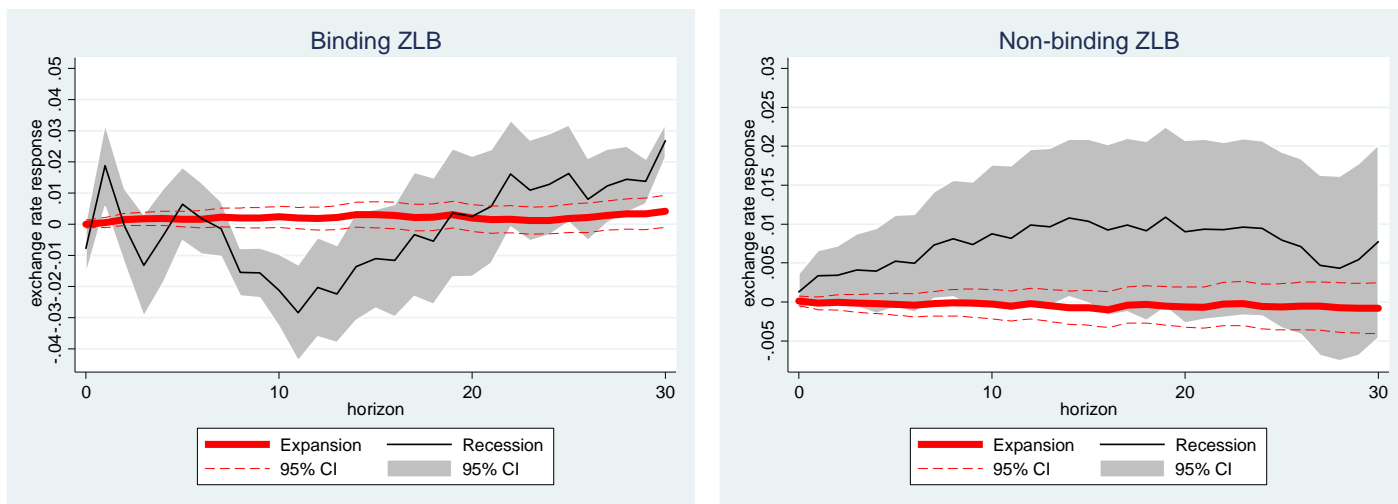 Binding ZLB
exchange rate response
-.04-.03-.02-.01 0 .01 .02 .03 .04 .05
0 10 20 30
horizon
Expansion Recession
95% CI 95% CI
Non-binding ZLB
exchange rate response
-.005 0 .005 .01 .015 .02 .025 .03
0 10 20 30
horizon
Expansion Recession
95% CI 95% CI